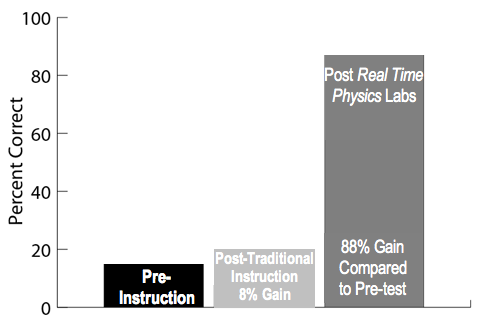 100
80
60
40
20
0
Percent Correct
Pre-
Instruction
Post-Traditional
Instruction
8% Gain
Post Real Time
Physics Labs
88% Gain
Compared
to Pre-test